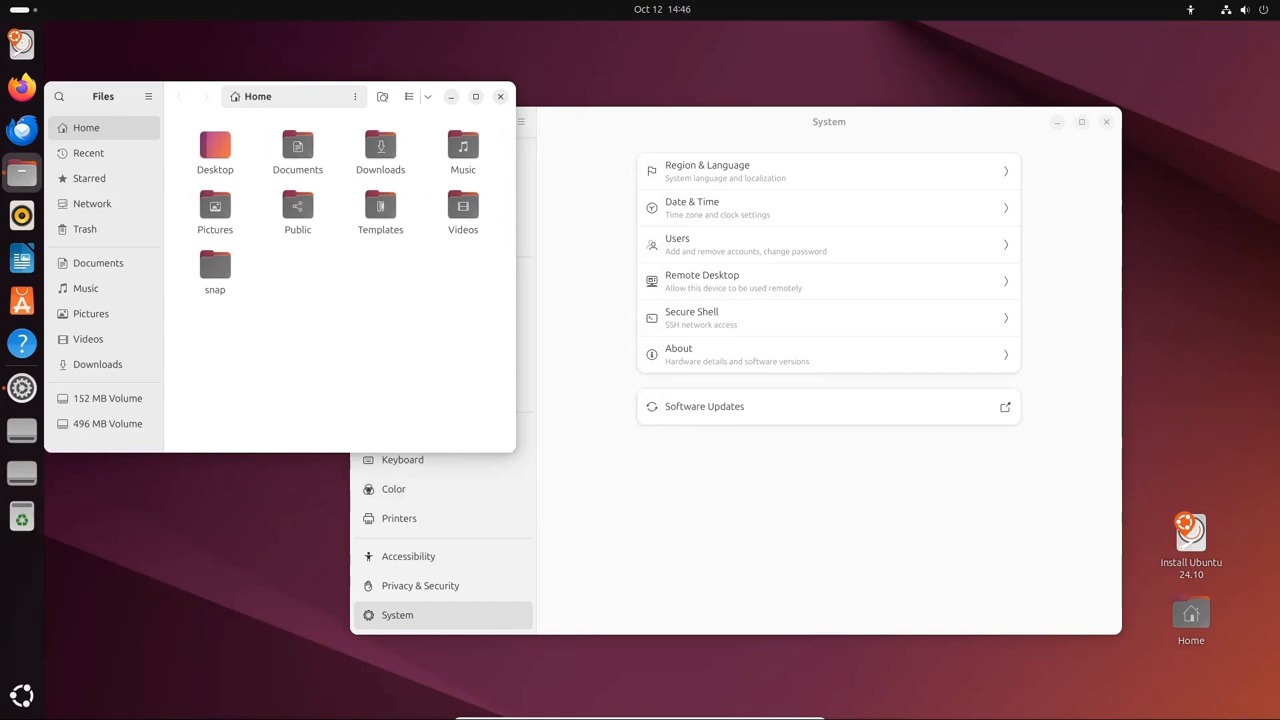 Oct 12 14:46
Files
Home
Home
Recent
Starred
Network
Trash
Documents
Music
Pictures
Videos
Downloads
152 MB Volume
496 MB Volume
Desktop
Documents
Downloads
Music
Pictures
Public
Templates
Videos
snap
System
Region & Language
System language and localization
Date & Time
Time zone and clock settings
Users
Add and remove accounts, change password
Remote Desktop
Allow this device to be used remotely
Secure Shell
SSH network access
About
Hardware details and software versions
Software Updates
Keyboard
Color
Printers
Accessibility
Privacy & Security
System
Install Ubuntu
24.10
Home